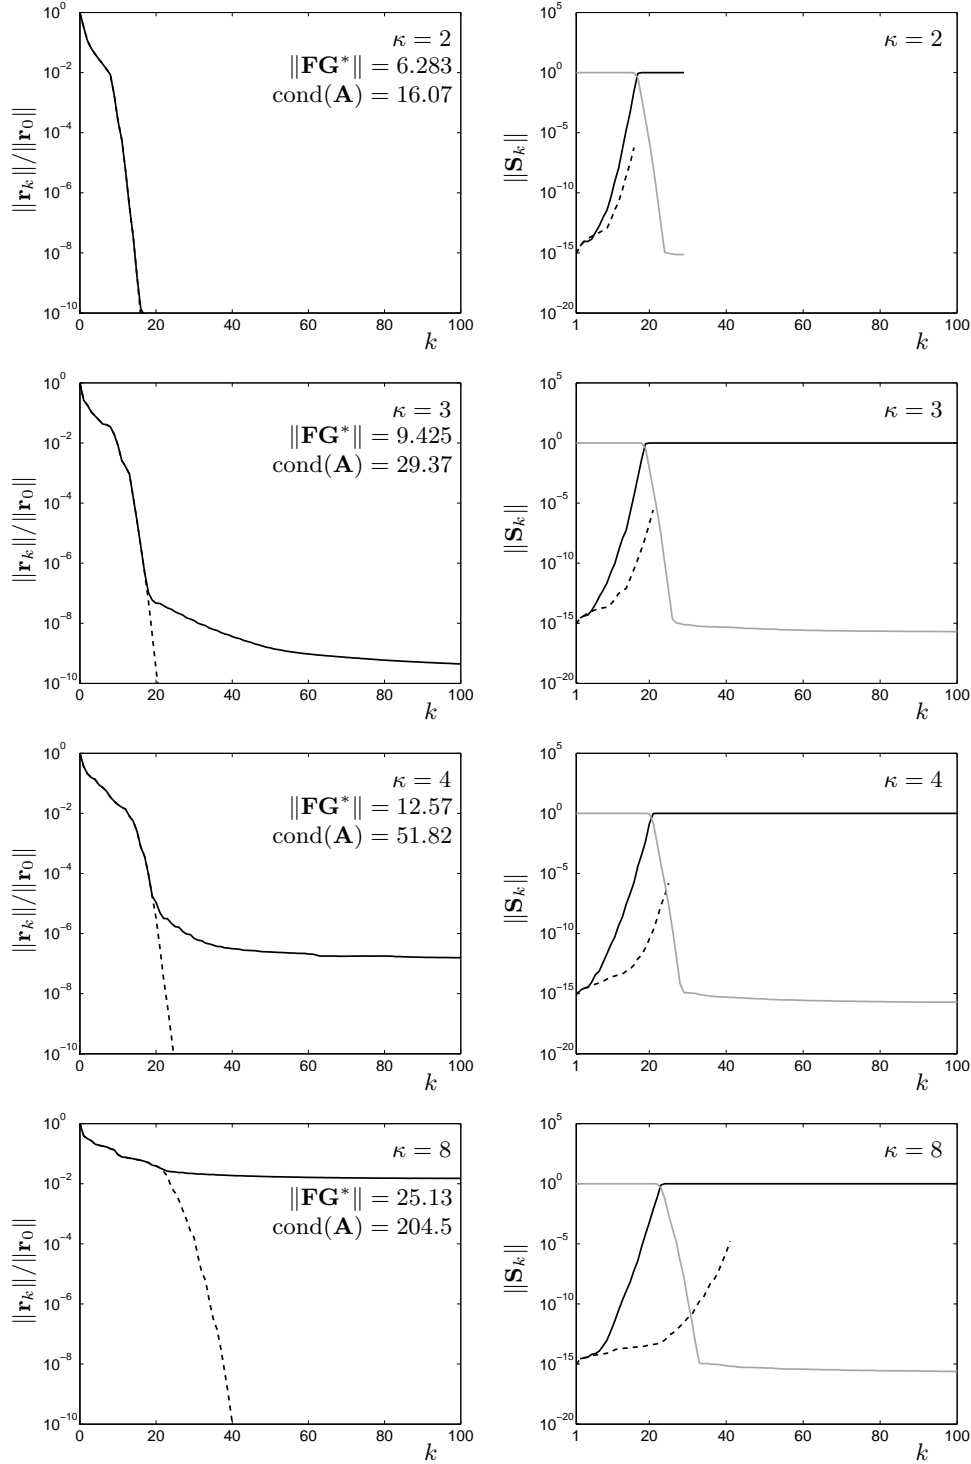 10^0
κ = 2
‖FG*‖ = 6.283
cond(A) = 16.07
10^−2
10^−4
10^−6
10^−8
10^−10
‖r_k‖/‖r_0‖
0 20 40 60 80 100
k
10^5
κ = 2
10^0
10^−5
10^−10
10^−15
10^−20
‖S_k‖
1 20 40 60 80 100
k
10^0
κ = 3
‖FG*‖ = 9.425
cond(A) = 29.37
10^−2
10^−4
10^−6
10^−8
10^−10
‖r_k‖/‖r_0‖
0 20 40 60 80 100
k
10^5
κ = 3
10^0
10^−5
10^−10
10^−15
10^−20
‖S_k‖
1 20 40 60 80 100
k
10^0
κ = 4
‖FG*‖ = 12.57
cond(A) = 51.82
10^−2
10^−4
10^−6
10^−8
10^−10
‖r_k‖/‖r_0‖
0 20 40 60 80 100
k
10^5
κ = 4
10^0
10^−5
10^−10
10^−15
10^−20
‖S_k‖
1 20 40 60 80 100
k
10^0
κ = 8
‖FG*‖ = 25.13
cond(A) = 204.5
10^−2
10^−4
10^−6
10^−8
10^−10
‖r_k‖/‖r_0‖
0 20 40 60 80 100
k
10^5
κ = 8
10^0
10^−5
10^−10
10^−15
10^−20
‖S_k‖
1 20 40 60 80 100
k